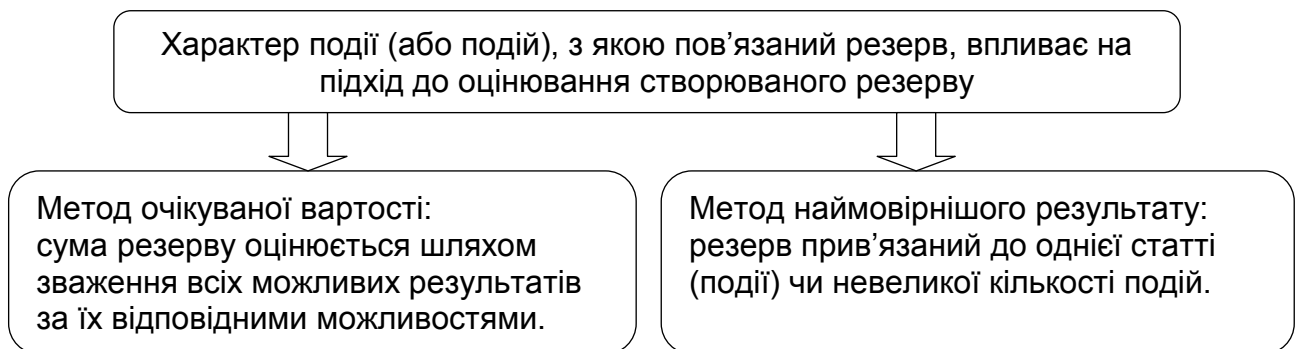 Характер події (або подій), з якою пов’язаний резерв, впливає на
підхід до оцінювання створюваного резерву
Метод очікуваної вартості:
сума резерву оцінюється шляхом
зваження всіх можливих результатів
за їх відповідними можливостями.
Метод наймовірнішого результату:
резерв прив’язаний до однієї статті
(події) чи невеликої кількості подій.